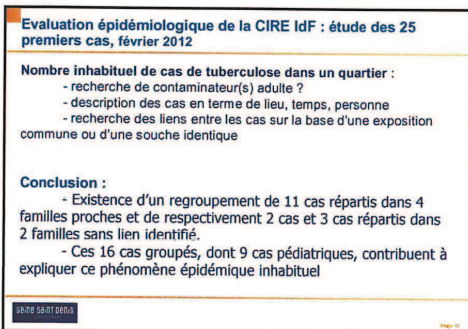 Evaluation épidémiologique de la CIRE IdF : étude des 25
premiers cas, février 2012
Nombre inhabituel de cas de tuberculose dans un quartier :
- recherche de contaminateur(s) adulte ?
- description des cas en terme de lieu, temps, personne
- recherche des liens entre les cas sur la base d'une exposition
commune ou d'une souche identique
Conclusion :
- Existence d'un regroupement de 11 cas répartis dans 4
familles proches et de respectivement 2 cas et 3 cas répartis dans
2 familles sans lien identifié.
- Ces 16 cas groupés, dont 9 cas pédiatriques, contribuent à
expliquer ce phénomène épidémique inhabituel
seine saint denis